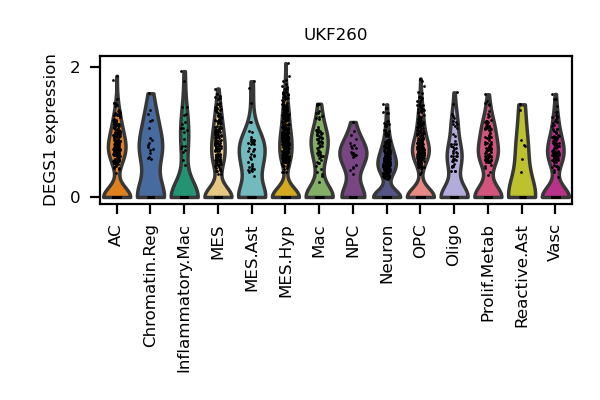 UKF260
DEGS1 expression
2
0
AC
Chromatin.Reg
Inflammatory.Mac
MES
MES.Ast
MES.Hyp
Mac
NPC
Neuron
OPC
Oligo
Prolif.Metab
Reactive.Ast
Vasc